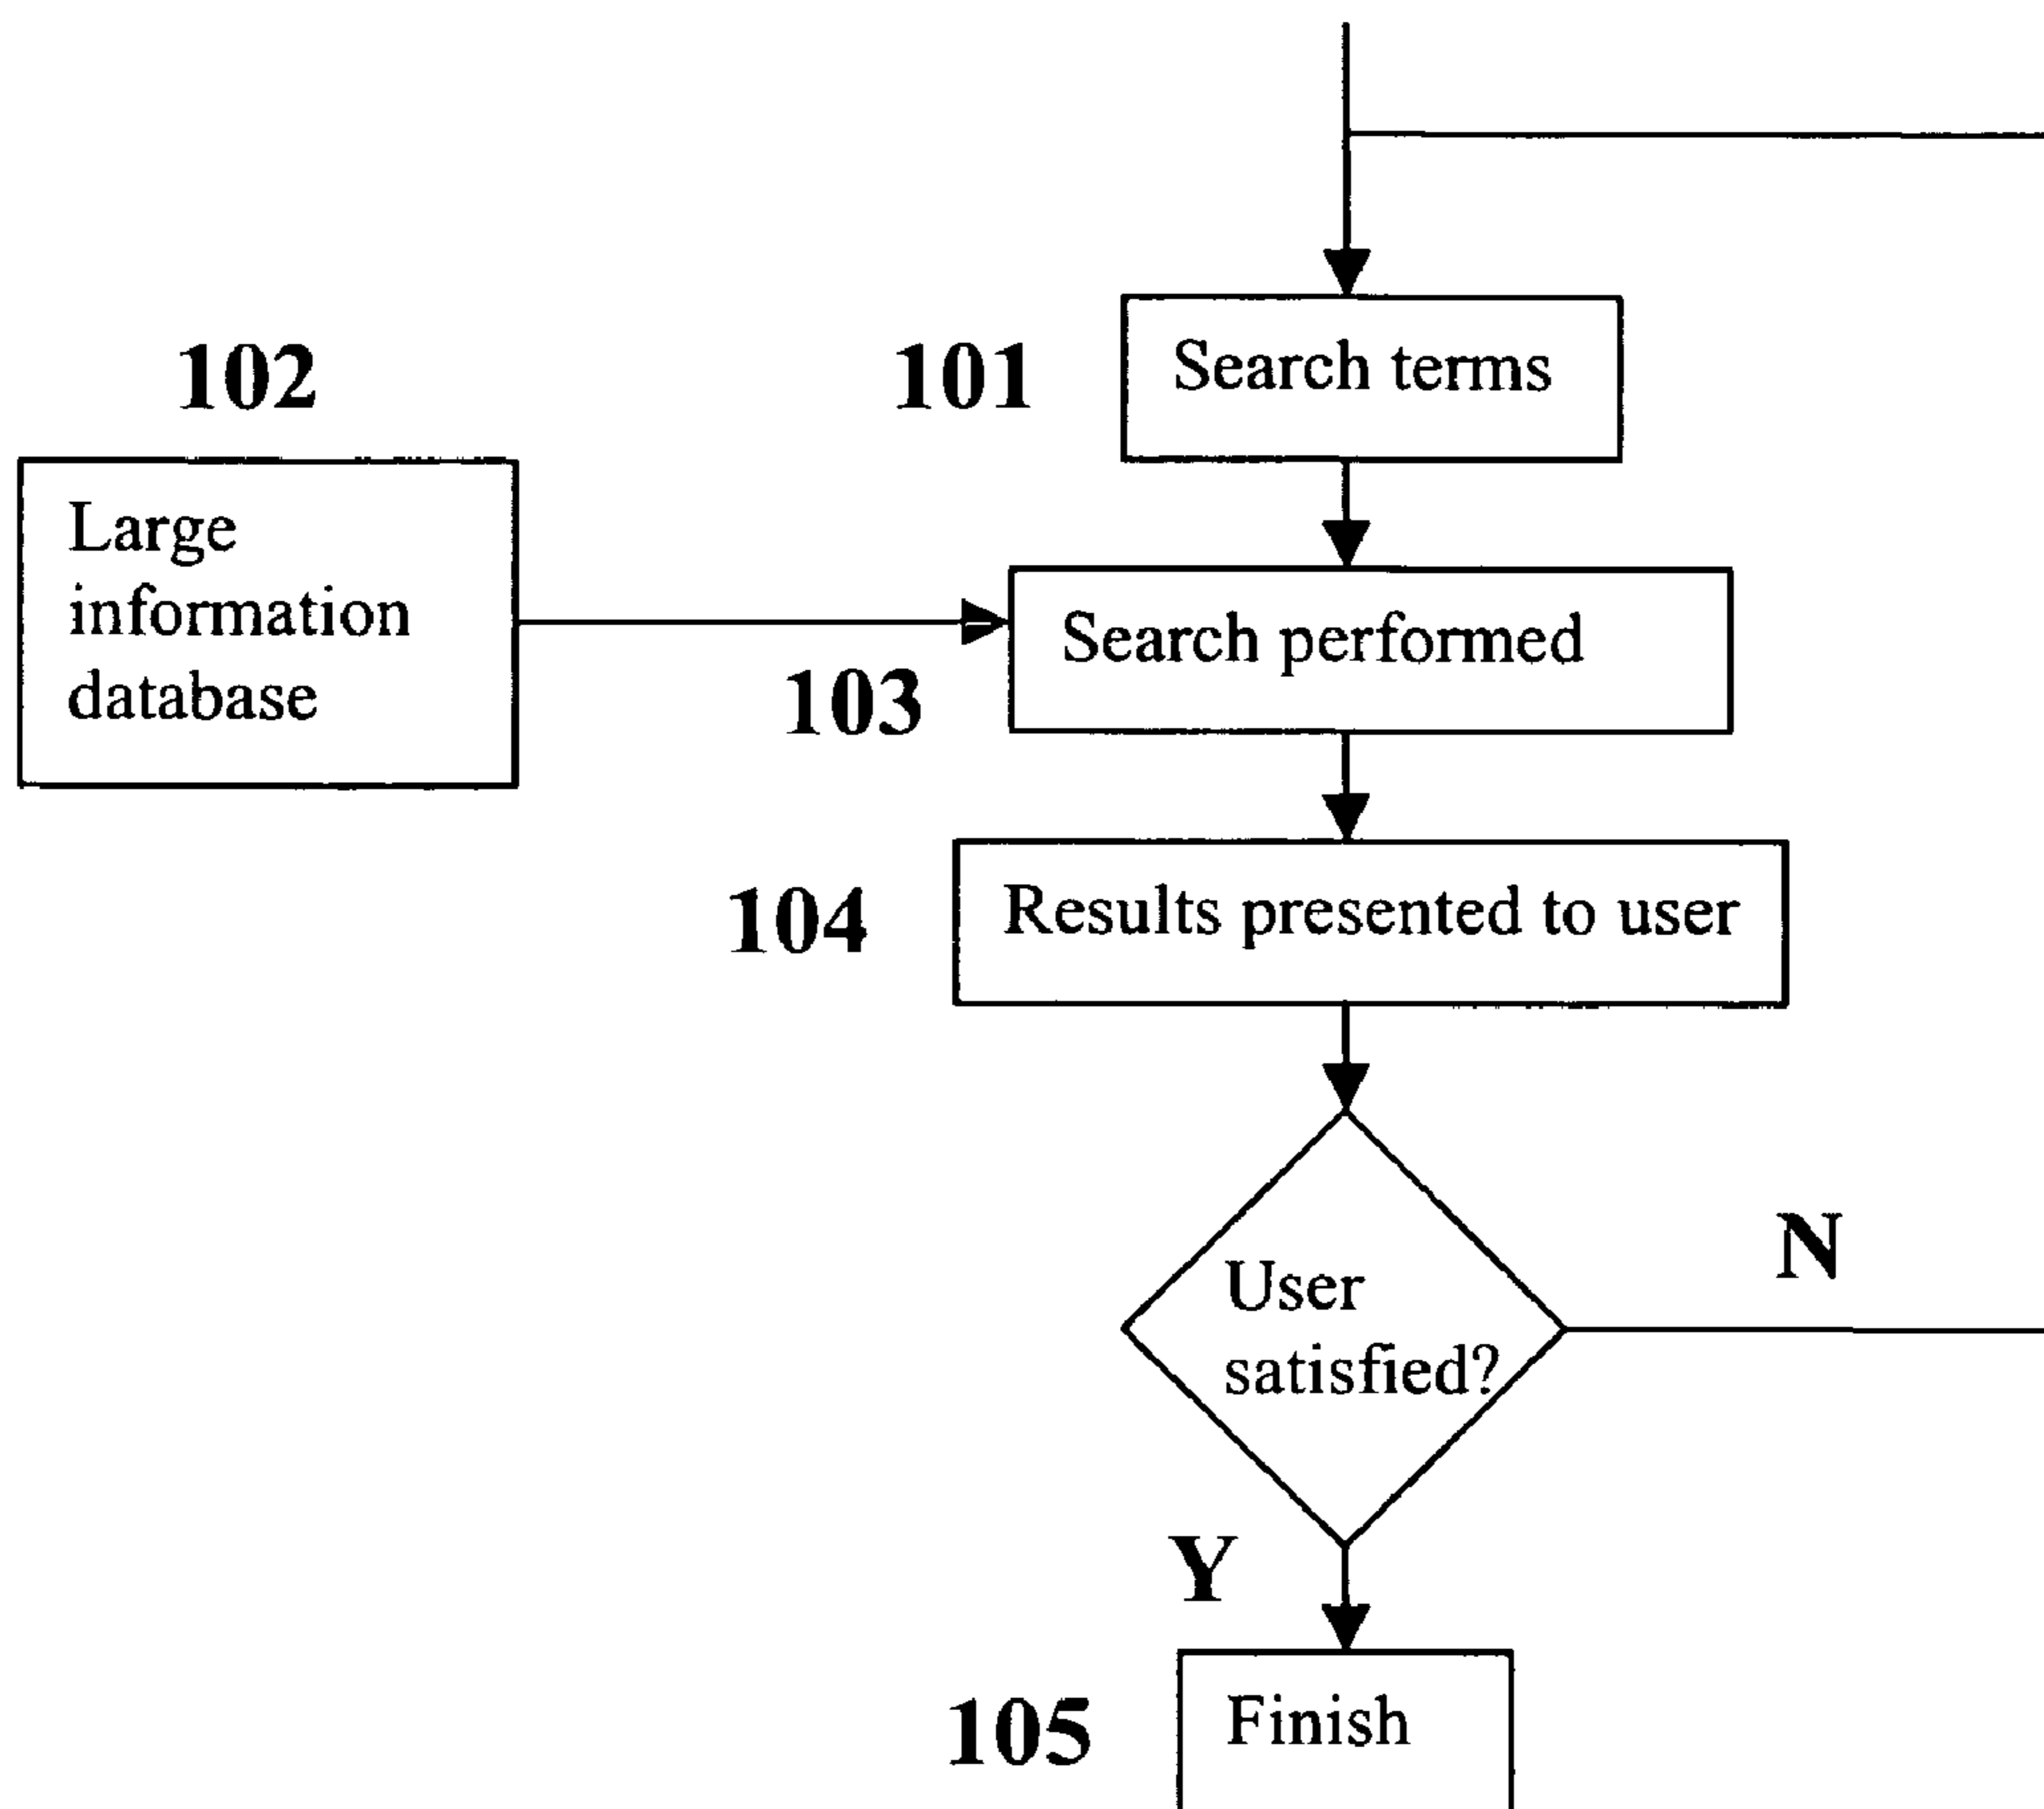 101
Search terms
102
Large
information
database
103
Search performed
104
Results presented to user
User
satisfied?
N
Y
105
Finish